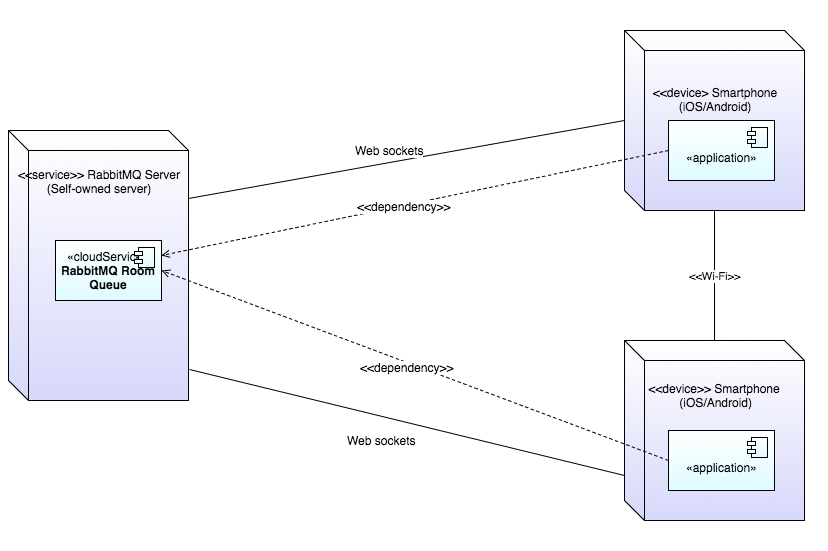 <<device> Smartphone
(iOS/Android)
«application»
Web sockets
<<service>> RabbitMQ Server
(Self-owned server)
<<dependency>>
«cloudService
RabbitMQ Room
Queue
<<Wi-Fi>>
<<dependency>>
<<device>> Smartphone
(iOS/Android)
Web sockets
«application»